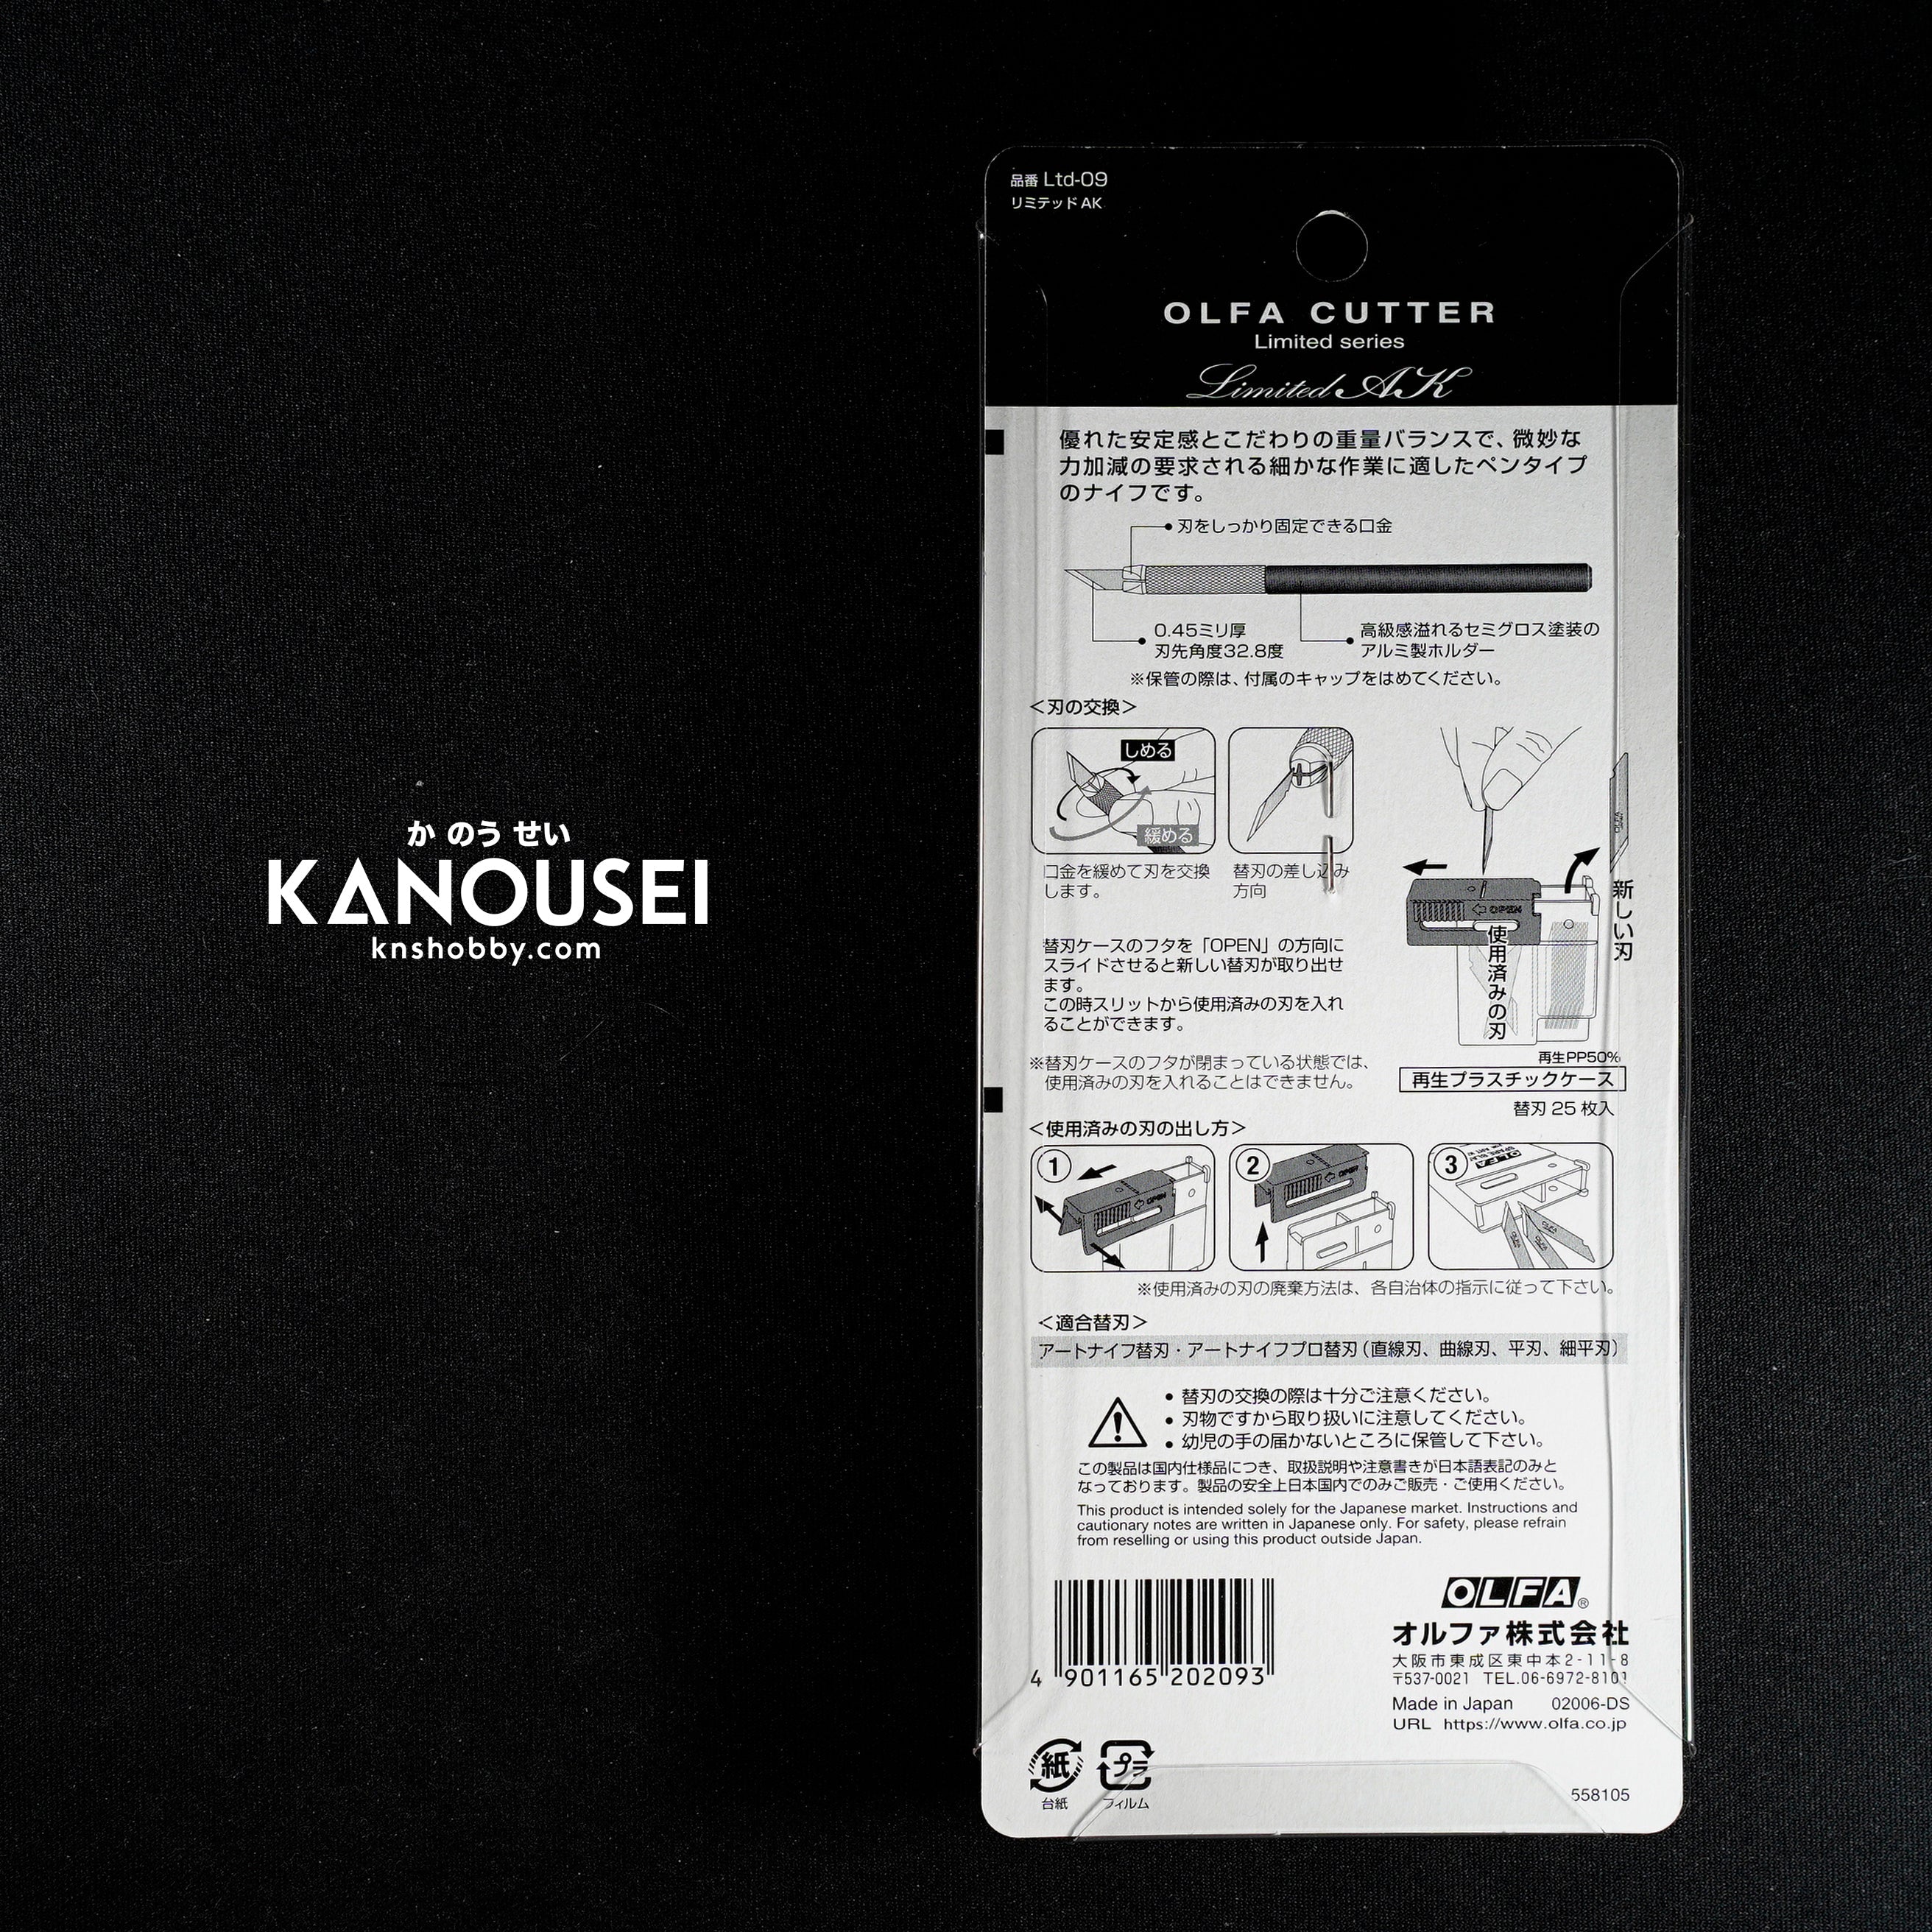 か のう せい
KANOUSEI
knshobby.com
品番 Ltd-09
リミテッド AK
OLFA CUTTER
Limited series
Limited AK
優れた安定感とこだわりの重量バランスで、微妙な
力加減の要求される細かな作業に適したペンタイプ
のナイフです。
刃をしっかり固定できる口金
0.45ミリ厚
刃先角度32.8度
高級感溢れるセミグロス塗装の
アルミ製ホルダー
※保管の際は、付属のキャップをはめてください。
＜刃の交換＞
しめる
緩める
口金を緩めて刃を交換
します。
替刃の差し込み
方向
OPEN
新しい刃
使用済みの刃
替刃ケースのフタを「OPEN」の方向に
スライドさせると新しい替刃が取り出せ
ます。
この時スリットから使用済みの刃を入れ
ることができます。
※替刃ケースのフタが閉まっている状態では、
使用済みの刃を入れることはできません。
再生PP50%
再生プラスチックケース
替刃 25 枚入
＜使用済みの刃の出し方＞
1
OPEN
2
OPEN
3
OLFA
※使用済みの刃の廃棄方法は、各自治体の指示に従って下さい。
＜適合替刃＞
アートナイフ替刃・アートナイフプロ替刃（直線刃、曲線刃、平刃、細平刃）
• 替刃の交換の際は十分ご注意ください。
• 刃物ですから取り扱いに注意してください。
• 幼児の手の届かないところに保管して下さい。
この製品は国内仕様品につき、取扱説明や注意書きが日本語表記のみと
なっております。製品の安全上日本国内でのみご販売・ご使用ください。
This product is intended solely for the Japanese market. Instructions and
cautionary notes are written in Japanese only. For safety, please refrain
from reselling or using this product outside Japan.
4 901165 202093
OLFA®
オルファ株式会社
大阪市東成区東中本2-11-8
〒537-0021 TEL.06-6972-8101
Made in Japan 02006-DS
URL https://www.olfa.co.jp
紙
台紙
プラ
フィルム
558105